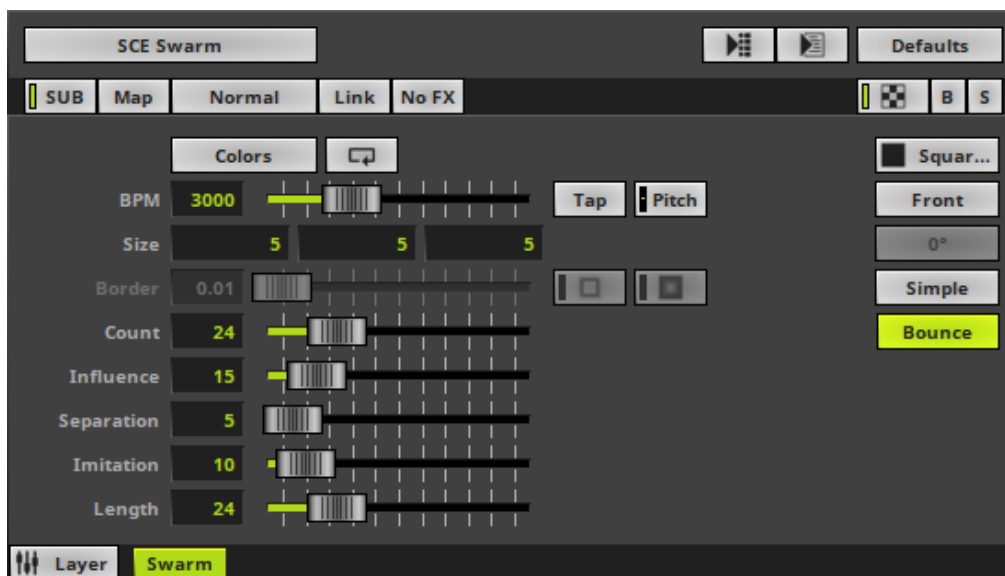 SCE Swarm Defaults
SUB Map Normal Link No FX B S
Colors Squar...
BPM 3000 Tap Pitch Front
Size 5 5 5 0°
Border 0.01 Simple
Count 24 Bounce
Influence 15
Separation 5
Imitation 10
Length 24
Layer Swarm